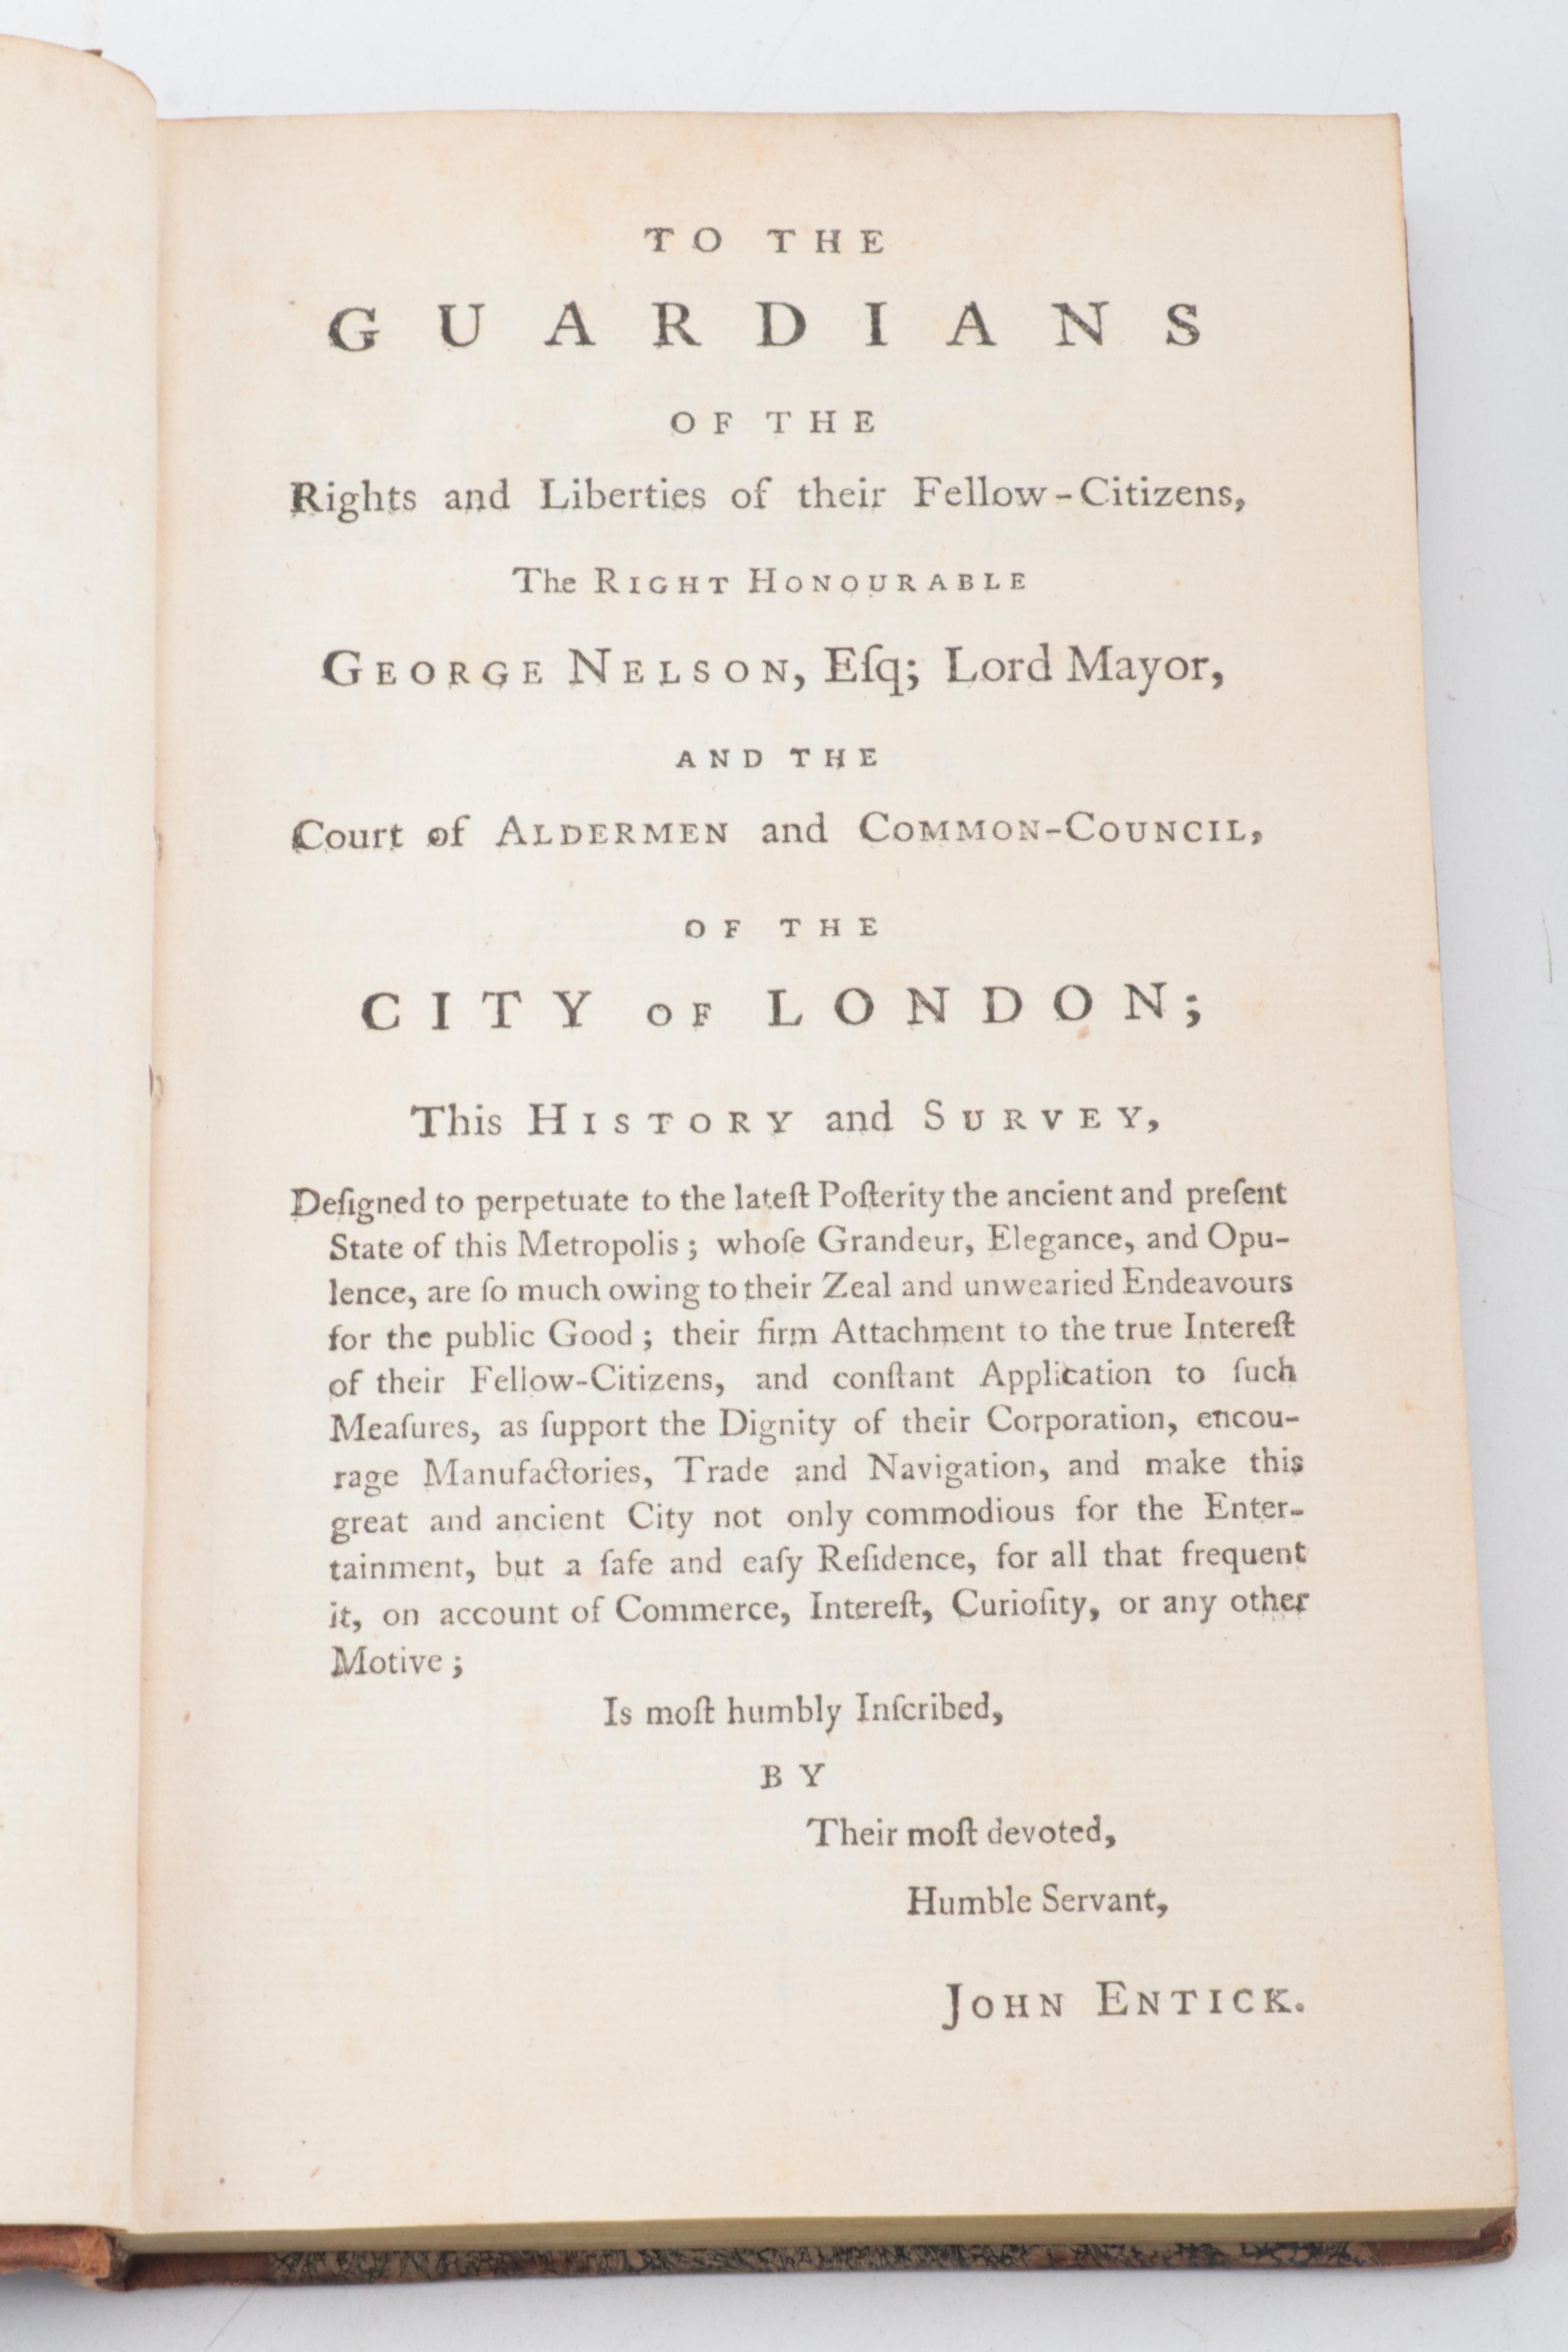 TO THE
GUARDIANS
OF THE
Rights and Liberties of their Fellow-Citizens,
The RIGHT HONOURABLE
GEORGE NELSON, Eſq; Lord Mayor,
AND THE
Court of ALDERMEN and COMMON-COUNCIL,
OF THE
CITY OF LONDON;
This HISTORY and SURVEY,
Deſigned to perpetuate to the lateſt Poſterity the ancient and preſent
State of this Metropolis; whoſe Grandeur, Elegance, and Opu-
lence, are ſo much owing to their Zeal and unwearied Endeavours
for the public Good; their firm Attachment to the true Intereſt
of their Fellow-Citizens, and conſtant Application to ſuch
Meaſures, as ſupport the Dignity of their Corporation, encou-
rage Manufactories, Trade and Navigation, and make this
great and ancient City not only commodious for the Enter-
tainment, but a ſafe and eaſy Reſidence, for all that frequent
it, on account of Commerce, Intereſt, Curioſity, or any other
Motive;
Is moſt humbly Inſcribed,
BY
Their moſt devoted,
Humble Servant,
JOHN ENTICK.